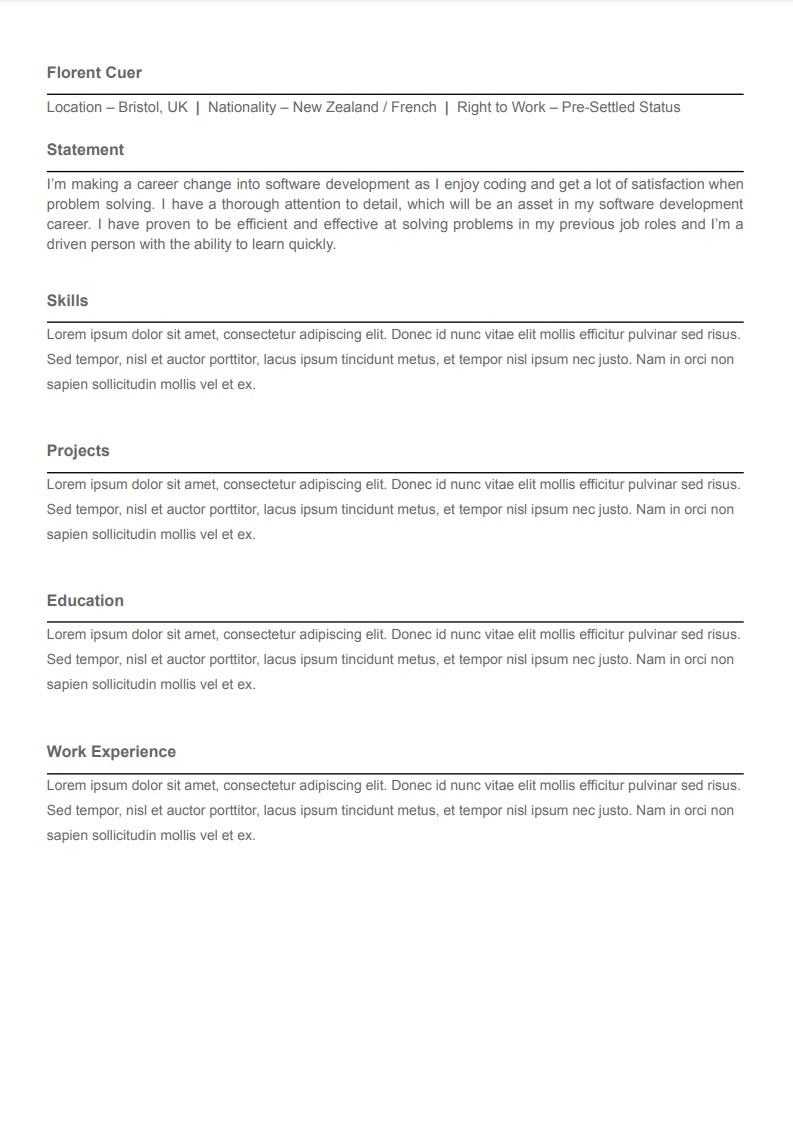 Florent Cuer
Location – Bristol, UK | Nationality – New Zealand / French | Right to Work – Pre-Settled Status
Statement
I’m making a career change into software development as I enjoy coding and get a lot of satisfaction when
problem solving. I have a thorough attention to detail, which will be an asset in my software development
career. I have proven to be efficient and effective at solving problems in my previous job roles and I’m a
driven person with the ability to learn quickly.
Skills
Lorem ipsum dolor sit amet, consectetur adipiscing elit. Donec id nunc vitae elit mollis efficitur pulvinar sed risus.
Sed tempor, nisl et auctor porttitor, lacus ipsum tincidunt metus, et tempor nisl ipsum nec justo. Nam in orci non
sapien sollicitudin mollis vel et ex.
Projects
Lorem ipsum dolor sit amet, consectetur adipiscing elit. Donec id nunc vitae elit mollis efficitur pulvinar sed risus.
Sed tempor, nisl et auctor porttitor, lacus ipsum tincidunt metus, et tempor nisl ipsum nec justo. Nam in orci non
sapien sollicitudin mollis vel et ex.
Education
Lorem ipsum dolor sit amet, consectetur adipiscing elit. Donec id nunc vitae elit mollis efficitur pulvinar sed risus.
Sed tempor, nisl et auctor porttitor, lacus ipsum tincidunt metus, et tempor nisl ipsum nec justo. Nam in orci non
sapien sollicitudin mollis vel et ex.
Work Experience
Lorem ipsum dolor sit amet, consectetur adipiscing elit. Donec id nunc vitae elit mollis efficitur pulvinar sed risus.
Sed tempor, nisl et auctor porttitor, lacus ipsum tincidunt metus, et tempor nisl ipsum nec justo. Nam in orci non
sapien sollicitudin mollis vel et ex.